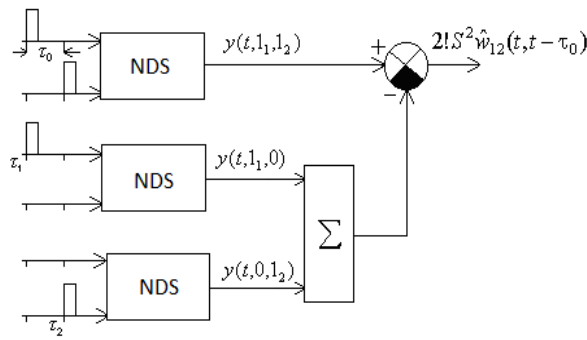 τ₀
NDS
y(t,1₁,1₂)
+
2!S²ŵ₁₂(t,t−τ₀)
−
τ₁
NDS
y(t,1₁,0)
Σ
τ₂
NDS
y(t,0,1₂)